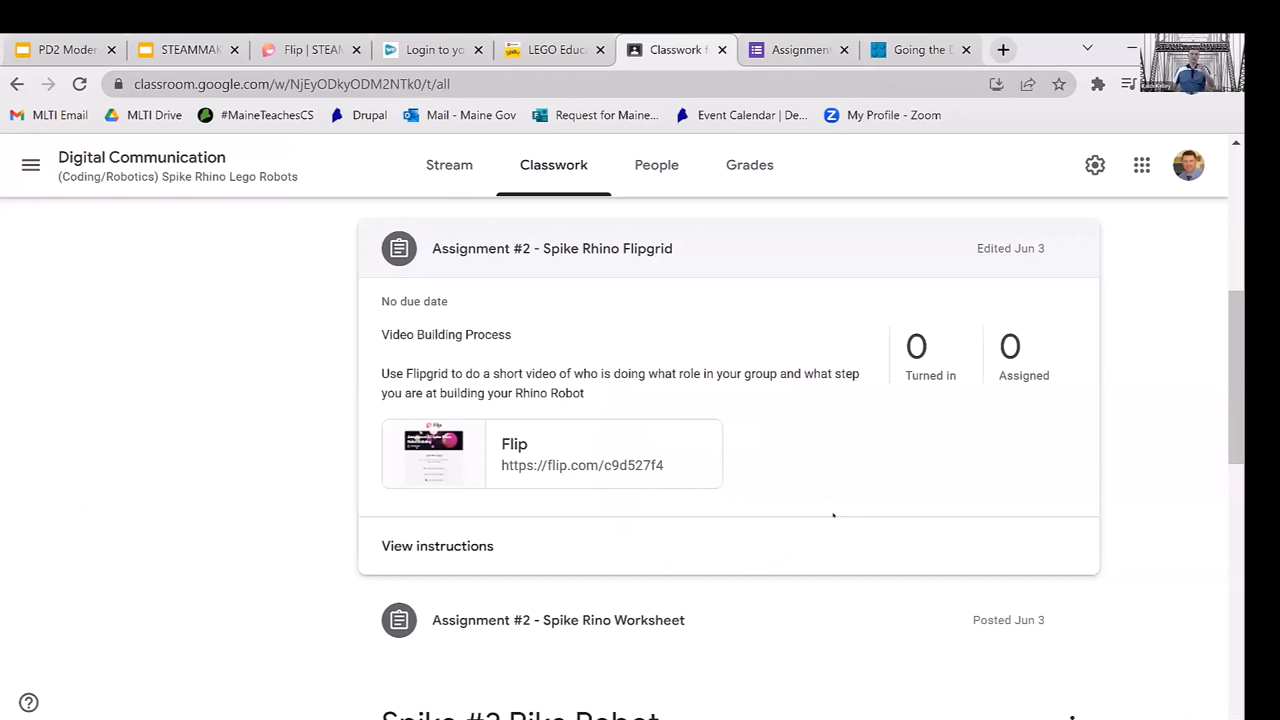 PD2 Moder
STEAMMAK
Flip | STEAN
Login to yo
LEGO Educ
Classwork f
Assignment
Going the D
classroom.google.com/w/NjEyODkyODM2NTk0/t/all
MLTI Email
MLTI Drive
#MaineTeachesCS
Drupal
Mail - Maine Gov
Request for Maine...
Event Calendar | De...
My Profile - Zoom
Digital Communication
(Coding/Robotics) Spike Rhino Lego Robots
Stream
Classwork
People
Grades
Assignment #2 - Spike Rhino Flipgrid
Edited Jun 3
No due date
Video Building Process
Use Flipgrid to do a short video of who is doing what role in your group and what step
you are at building your Rhino Robot
0
Turned in
0
Assigned
Flip
https://flip.com/c9d527f4
View instructions
Assignment #2 - Spike Rino Worksheet
Posted Jun 3
Spike #3 Bike Robot